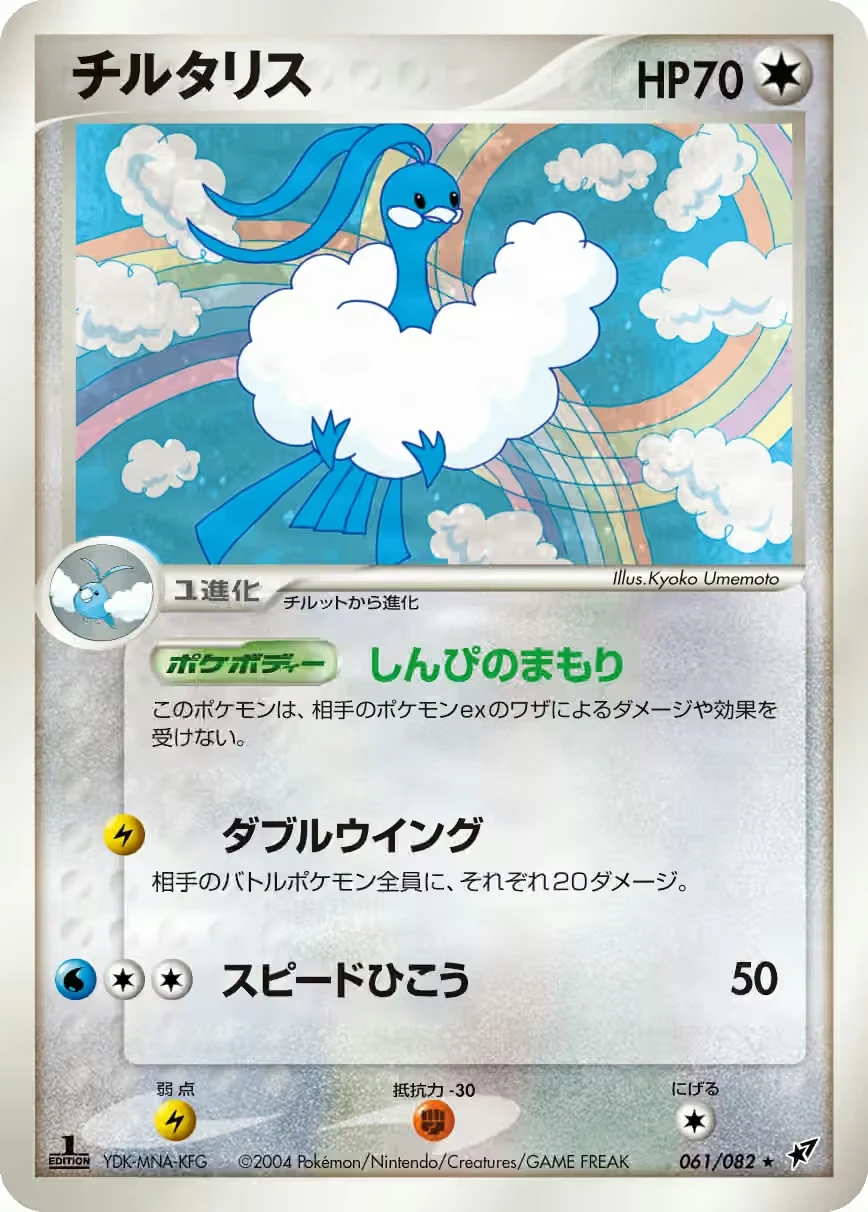 チルタリス HP70
Illus.Kyoko Umemoto
1進化 チルットから進化
ポケボディー しんぴのまもり
このポケモンは、相手のポケモンexのワザによるダメージや効果を
受けない。
ダブルウイング
相手のバトルポケモン全員に、それぞれ20ダメージ。
スピードひこう 50
弱点 抵抗力 -30 にげる
1 EDITION YDK-MNA-KFG ©2004 Pokémon/Nintendo/Creatures/GAME FREAK 061/082 ★